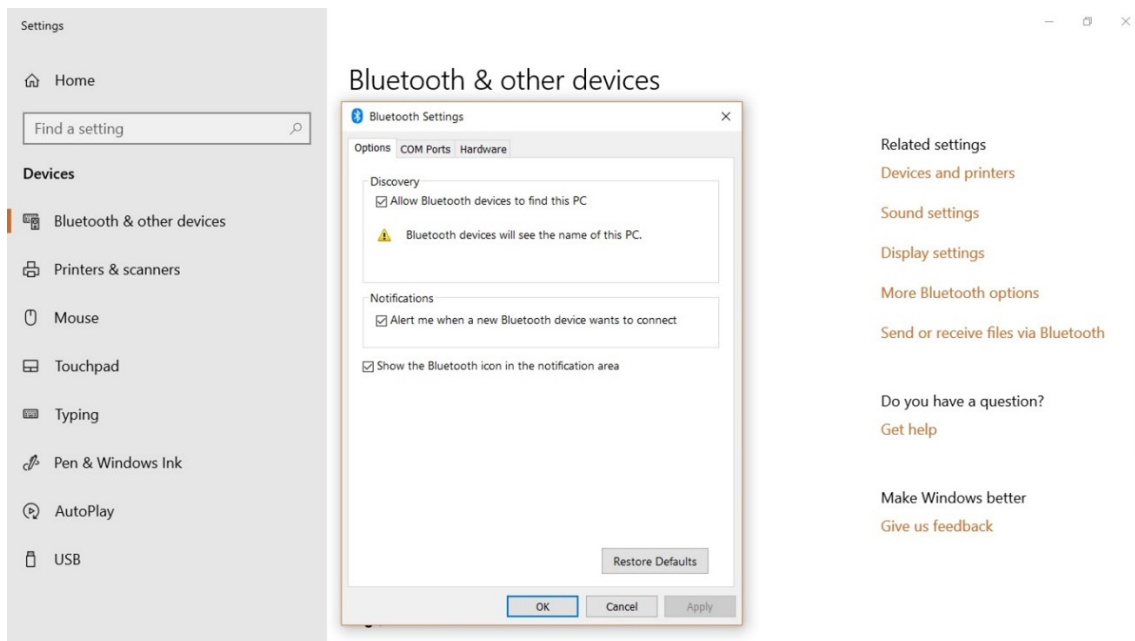 Settings
Home
Find a setting
Devices
Bluetooth & other devices
Printers & scanners
Mouse
Touchpad
Typing
Pen & Windows Ink
AutoPlay
USB
Bluetooth & other devices
Bluetooth Settings
Options COM Ports Hardware
Discovery
Allow Bluetooth devices to find this PC
Bluetooth devices will see the name of this PC.
Notifications
Alert me when a new Bluetooth device wants to connect
Show the Bluetooth icon in the notification area
Restore Defaults
OK Cancel Apply
Related settings
Devices and printers
Sound settings
Display settings
More Bluetooth options
Send or receive files via Bluetooth
Do you have a question?
Get help
Make Windows better
Give us feedback